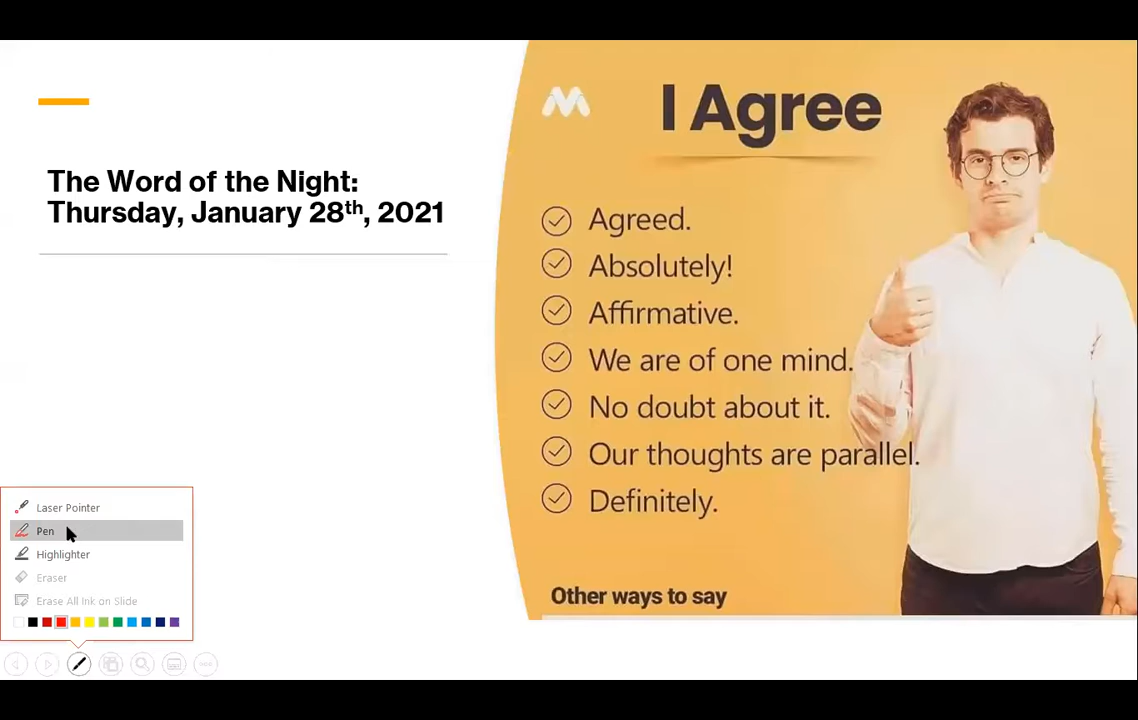 The Word of the Night:
Thursday, January 28th, 2021
I Agree
Agreed.
Absolutely!
Affirmative.
We are of one mind.
No doubt about it.
Our thoughts are parallel.
Definitely.
Other ways to say
Laser Pointer
Pen
Highlighter
Eraser
Erase All Ink on Slide